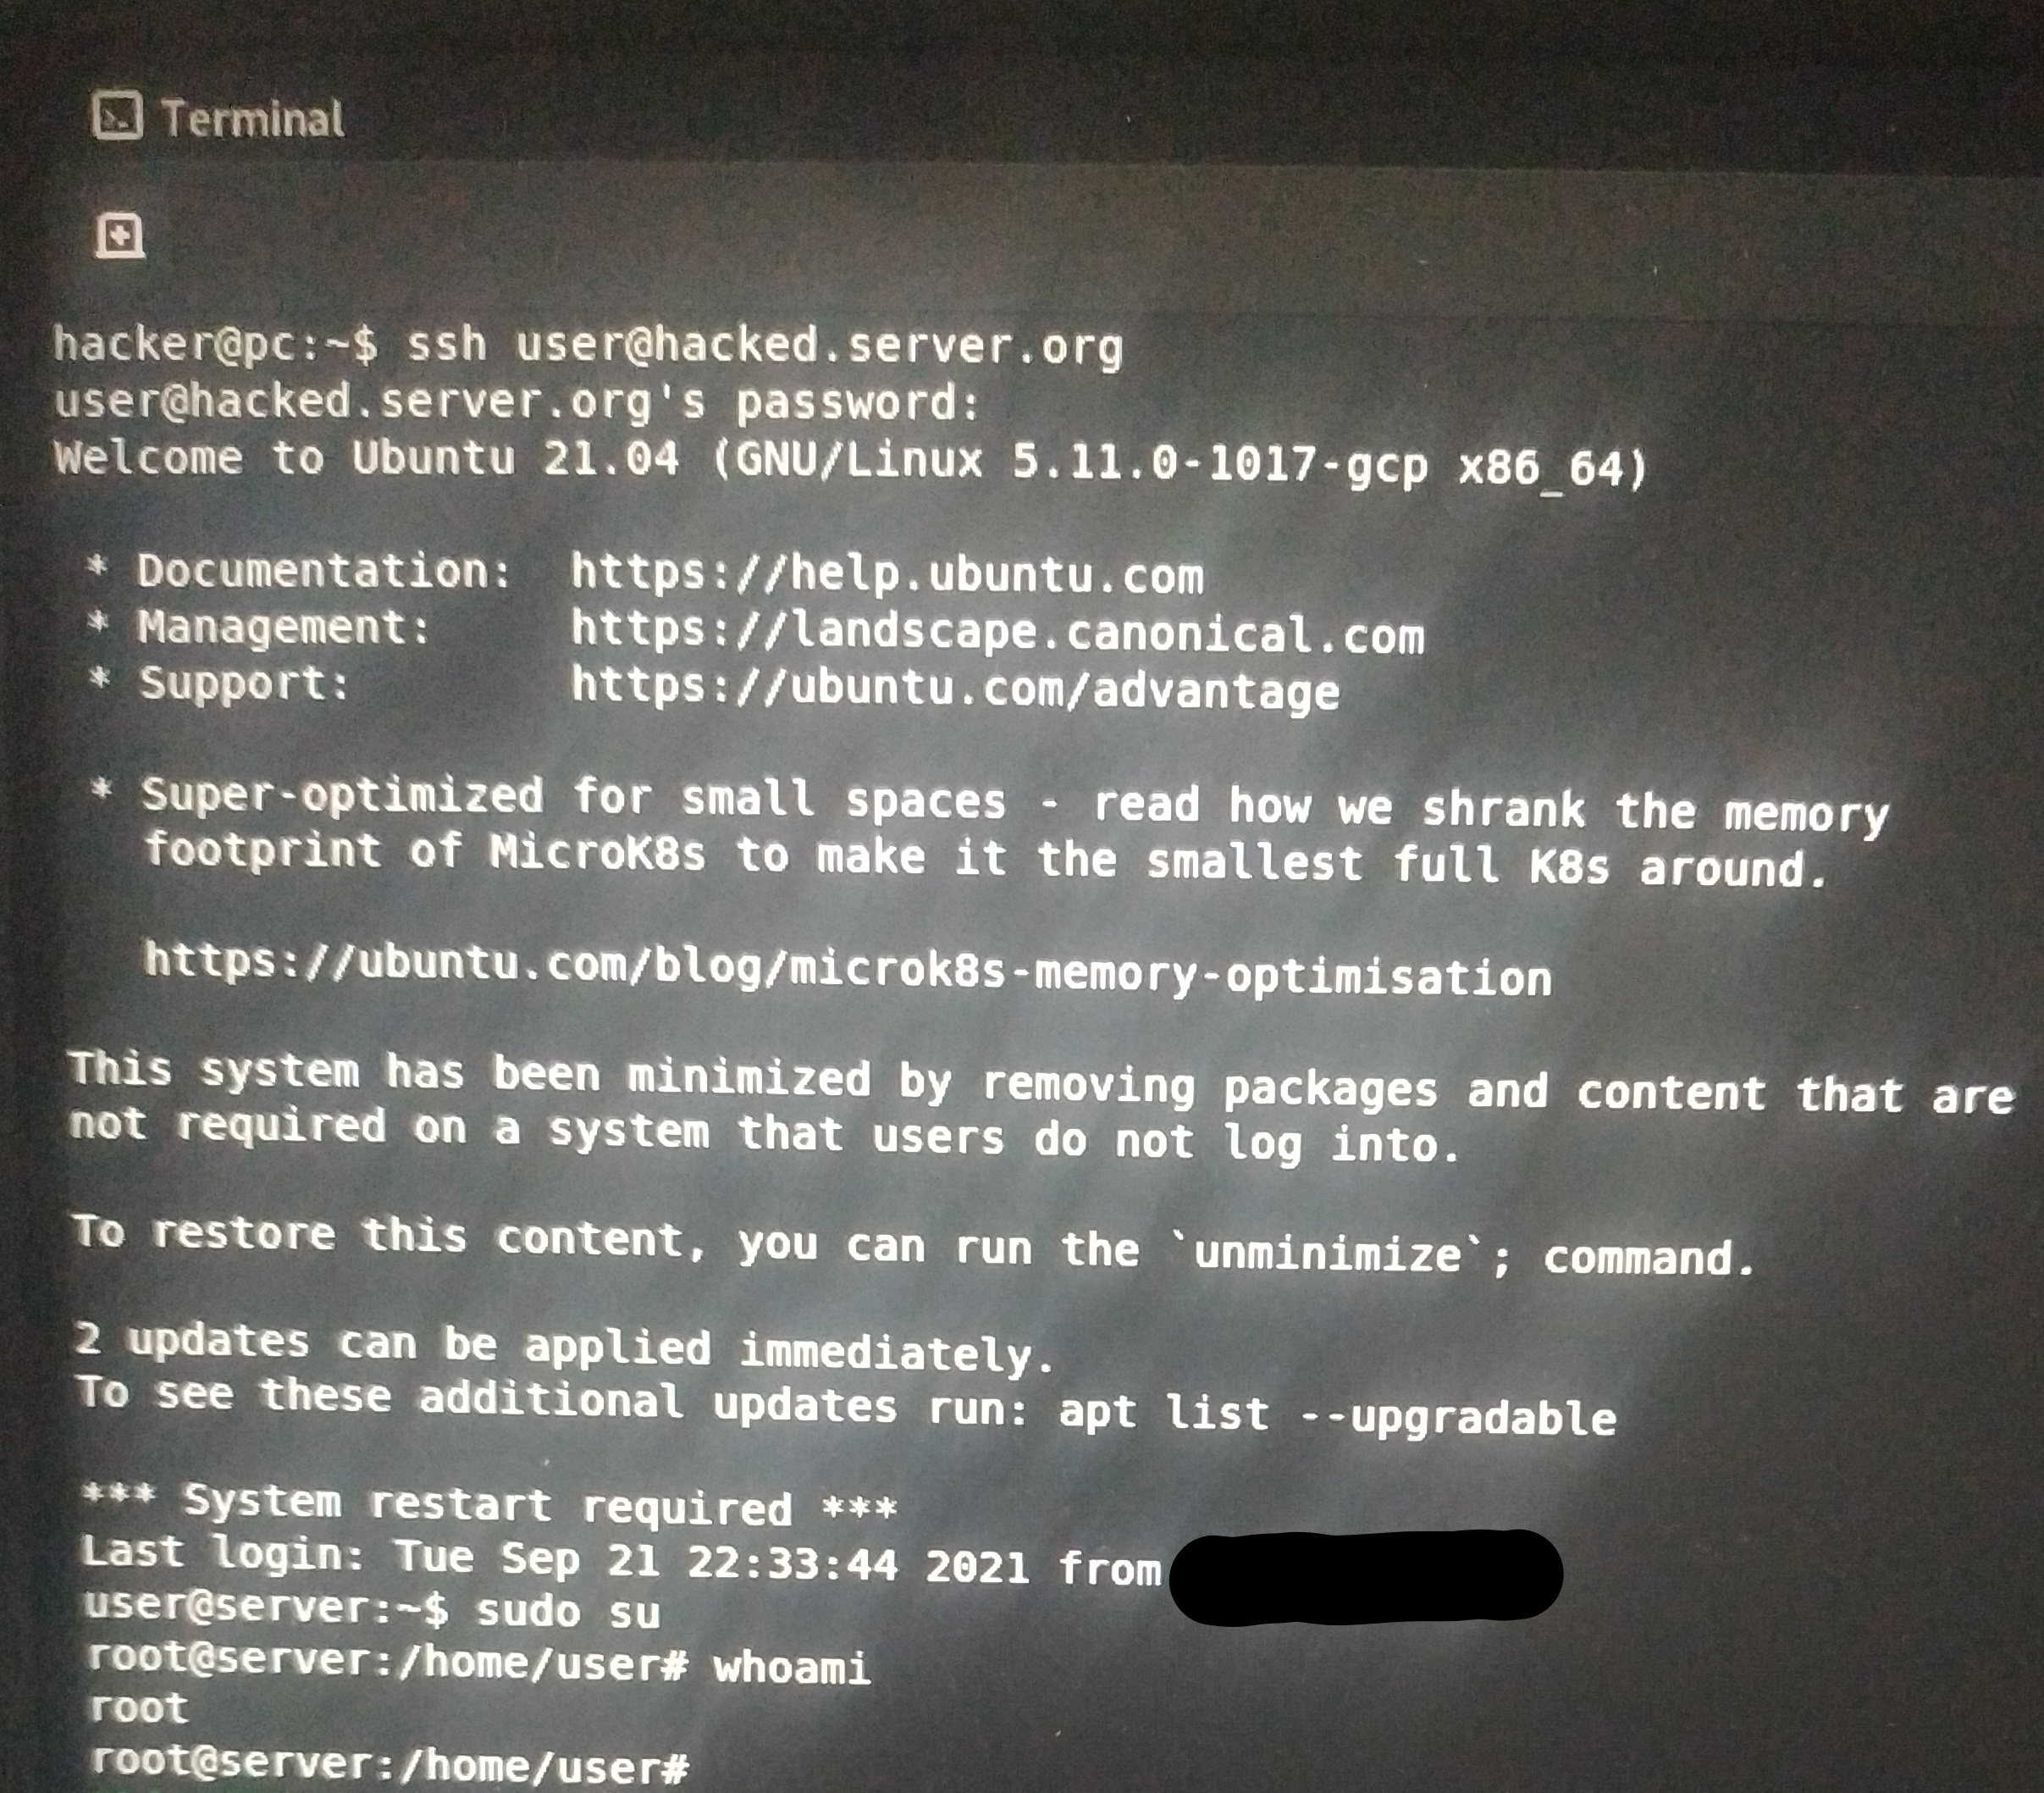 Terminal
hacker@pc:~$ ssh user@hacked.server.org
user@hacked.server.org's password:
Welcome to Ubuntu 21.04 (GNU/Linux 5.11.0-1017-gcp x86_64)
* Documentation:  https://help.ubuntu.com
* Management:     https://landscape.canonical.com
* Support:        https://ubuntu.com/advantage
* Super-optimized for small spaces - read how we shrank the memory
footprint of MicroK8s to make it the smallest full K8s around.
https://ubuntu.com/blog/microk8s-memory-optimisation
This system has been minimized by removing packages and content that are
not required on a system that users do not log into.
To restore this content, you can run the `unminimize`; command.
2 updates can be applied immediately.
To see these additional updates run: apt list --upgradable
*** System restart required ***
Last login: Tue Sep 21 22:33:44 2021 from
user@server:~$ sudo su
root@server:/home/user# whoami
root
root@server:/home/user#